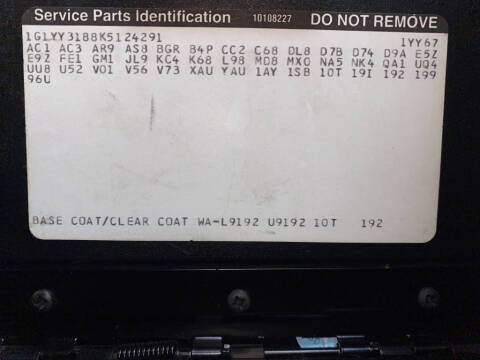 Service Parts Identification 10108227 DO NOT REMOVE
1G1YY3188K5124291 1YY67
AC1 AC3 AR9 AS8 BGR B4P CC2 C68 DL8 D7B D74 D9A E5Z
E9Z FE1 GM1 JL9 KC4 K68 L98 MD8 MXO NA5 NK4 QA1 UQ4
UU8 U52 VO1 V56 V73 XAU YAU 1AY 1SB 10T 19I 192 199
96U
BASE COAT/CLEAR COAT WA-L9192 U9192 10T 192